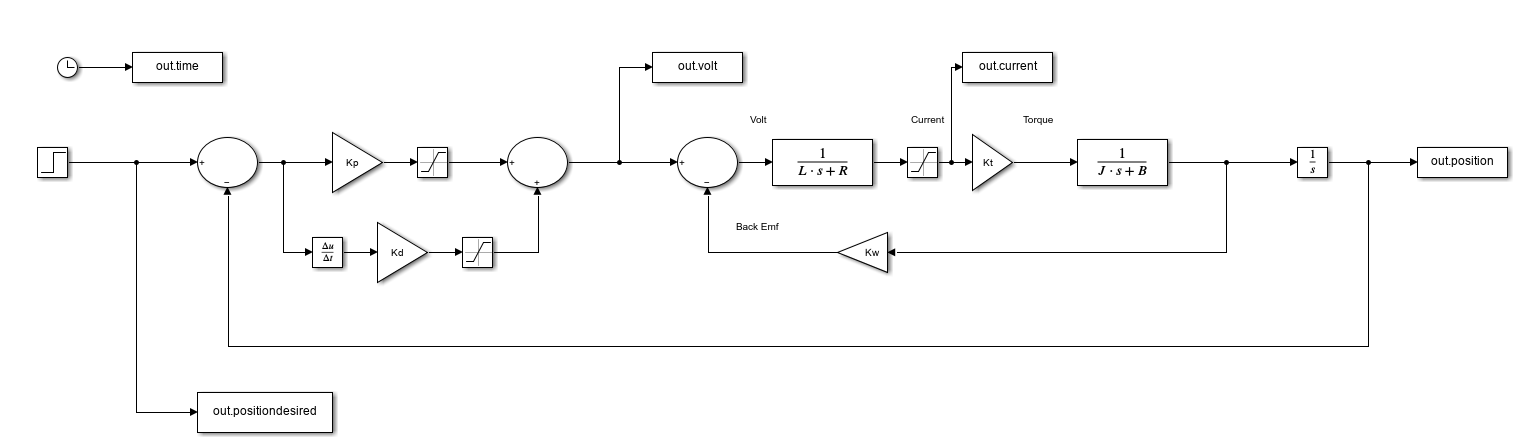 out.time
out.volt
out.current
Volt
Current
Torque
+
−
Kp
+
+
+
−
1
L · s + R
Kt
1
J · s + B
1
s
out.position
Δu
Δt
Kd
Back Emf
Kw
out.positiondesired